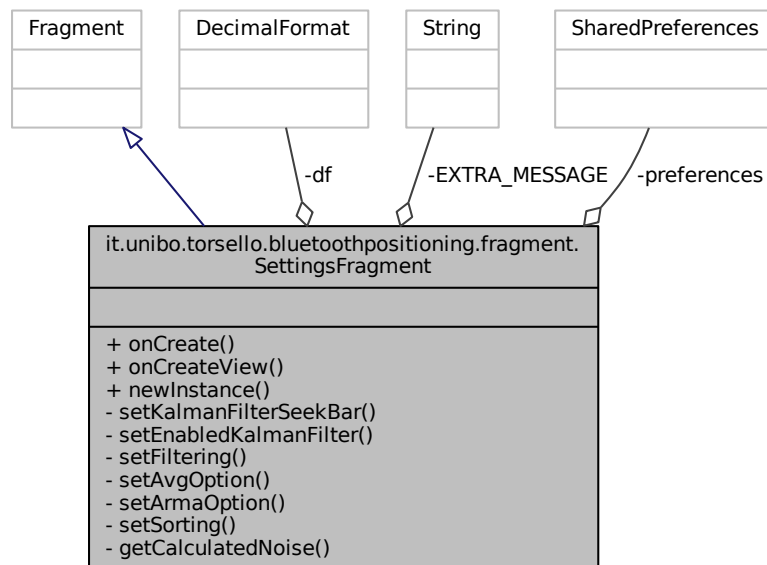 Fragment
DecimalFormat
String
SharedPreferences
-df
-EXTRA_MESSAGE
-preferences
it.unibo.torsello.bluetoothpositioning.fragment.
SettingsFragment
+ onCreate()
+ onCreateView()
+ newInstance()
- setKalmanFilterSeekBar()
- setEnabledKalmanFilter()
- setFiltering()
- setAvgOption()
- setArmaOption()
- setSorting()
- getCalculatedNoise()